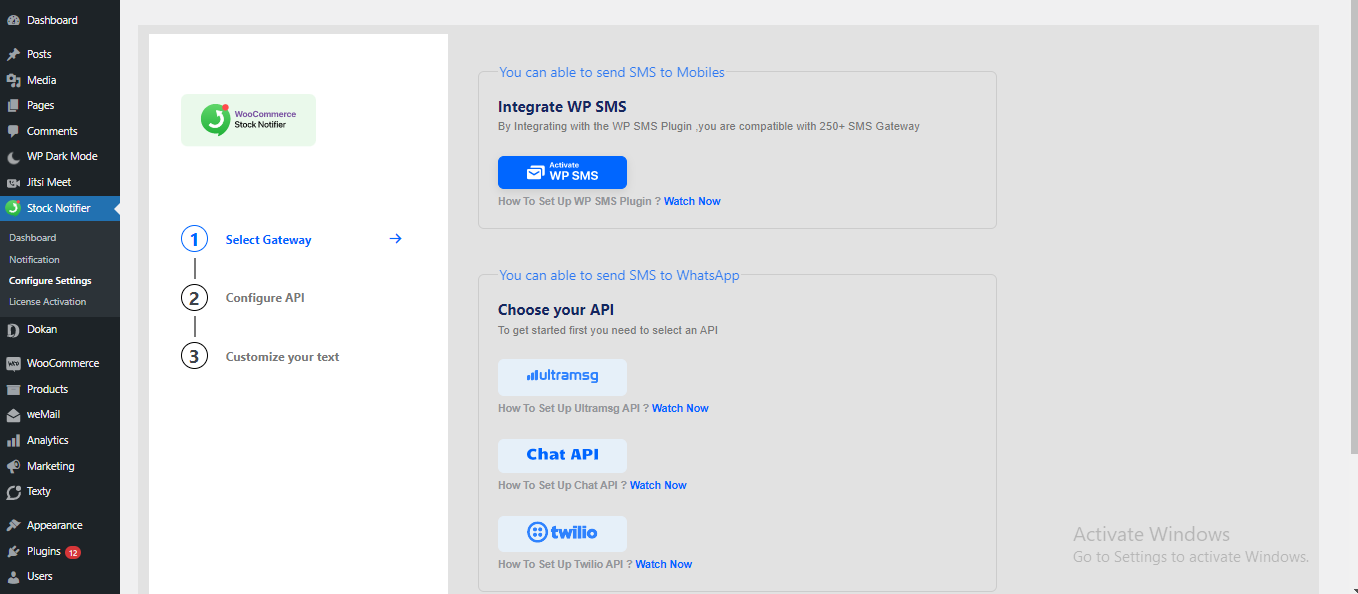 Dashboard
Posts
Media
Pages
Comments
WP Dark Mode
Jitsi Meet
Stock Notifier
Dashboard
Notification
Configure Settings
License Activation
Dokan
WooCommerce
Products
weMail
Analytics
Marketing
Texty
Appearance
Plugins 12
Users
WooCommerce
Stock Notifier
1 Select Gateway
2 Configure API
3 Customize your text
You can able to send SMS to Mobiles
Integrate WP SMS
By Integrating with the WP SMS Plugin ,you are compatible with 250+ SMS Gateway
Activate
WP SMS
How To Set Up WP SMS Plugin ? Watch Now
You can able to send SMS to WhatsApp
Choose your API
To get started first you need to select an API
ultramsg
How To Set Up Ultramsg API ? Watch Now
Chat API
How To Set Up Chat API ? Watch Now
twilio
How To Set Up Twilio API ? Watch Now
Activate Windows
Go to Settings to activate Windows.